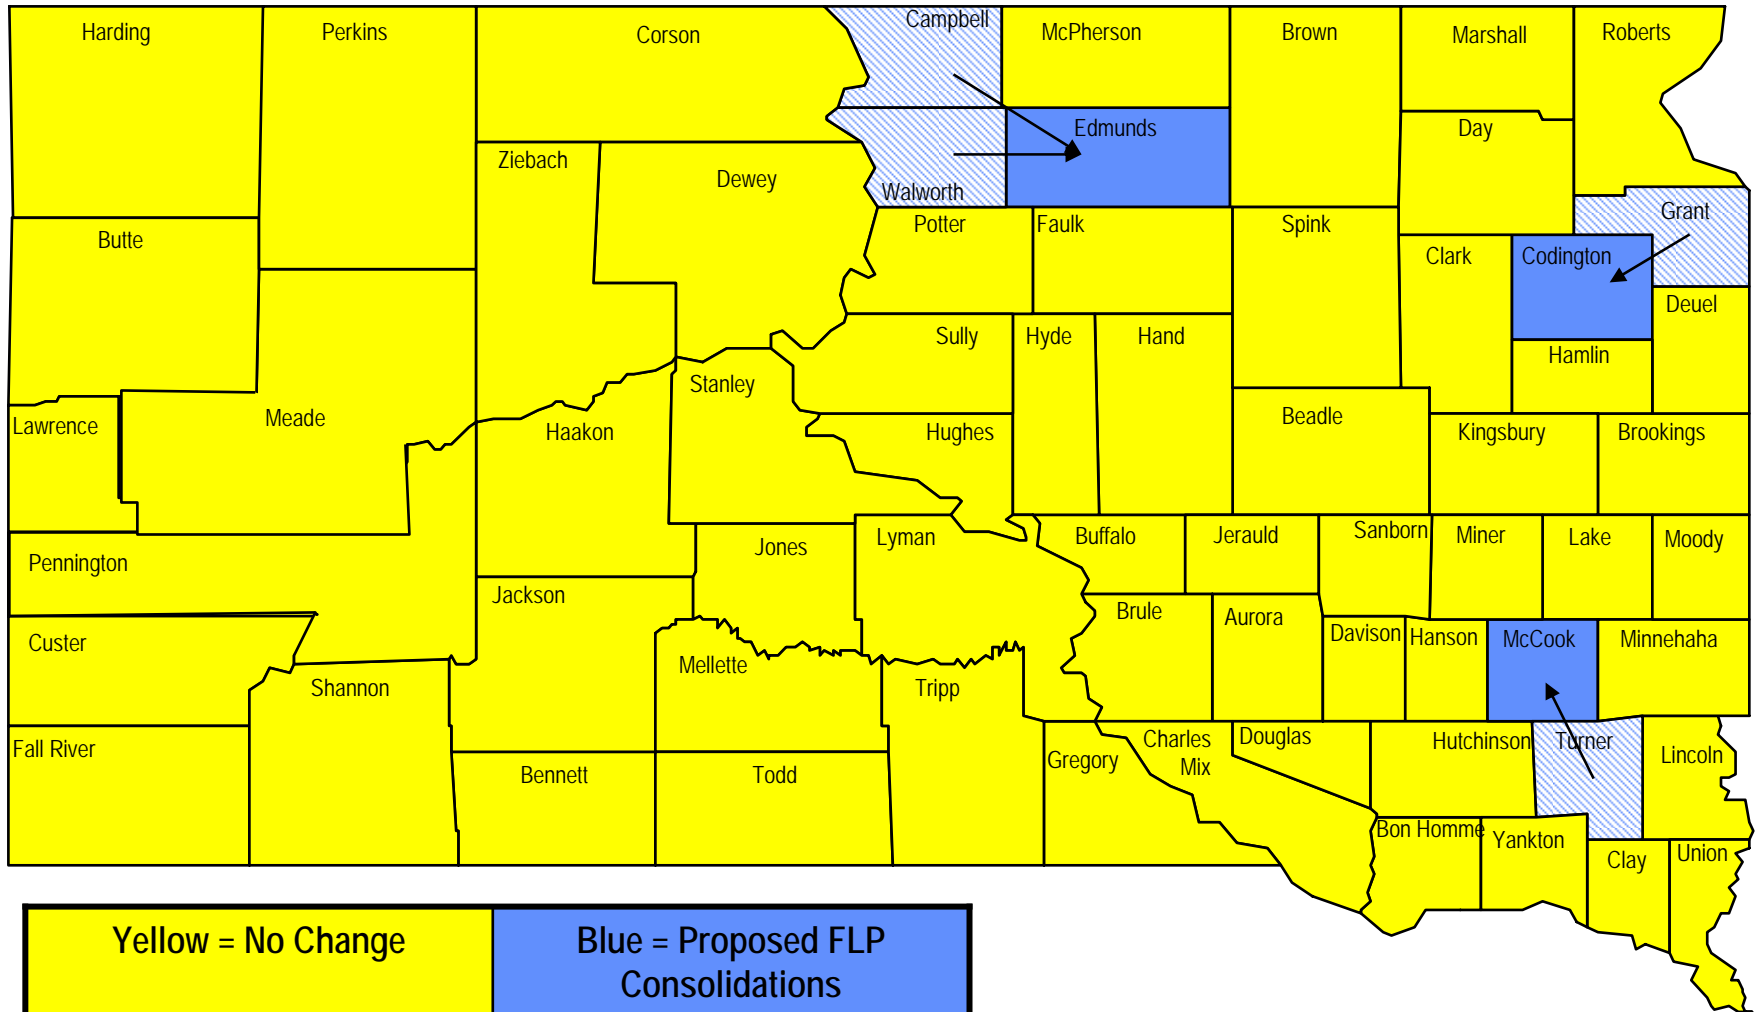 Campbell
Harding
Perkins
Corson
McPherson
Brown
Marshall
Roberts
Edmunds
Day
Ziebach
Dewey
Walworth
Grant
Butte
Potter
Faulk
Spink
Clark
Codington
Deuel
Sully
Hyde
Hand
Hamlin
Stanley
Lawrence
Meade
Haakon
Hughes
Beadle
Kingsbury
Brookings
Pennington
Jones
Lyman
Buffalo
Jerauld
Sanborn
Miner
Lake
Moody
Jackson
Brule
Aurora
Custer
Davison
Hanson
McCook
Minnehaha
Mellette
Shannon
Tripp
Fall River
Bennett
Todd
Gregory
Charles
Mix
Douglas
Hutchinson
Turner
Lincoln
Bon Homme
Yankton
Clay
Union
Yellow = No Change
Blue = Proposed FLP
Consolidations